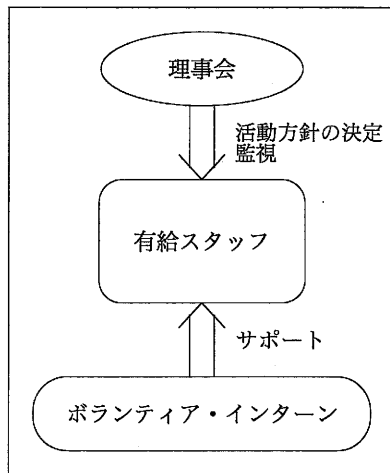 理事会
活動方針の決定
監視
有給スタッフ
サポート
ボランティア・インターン